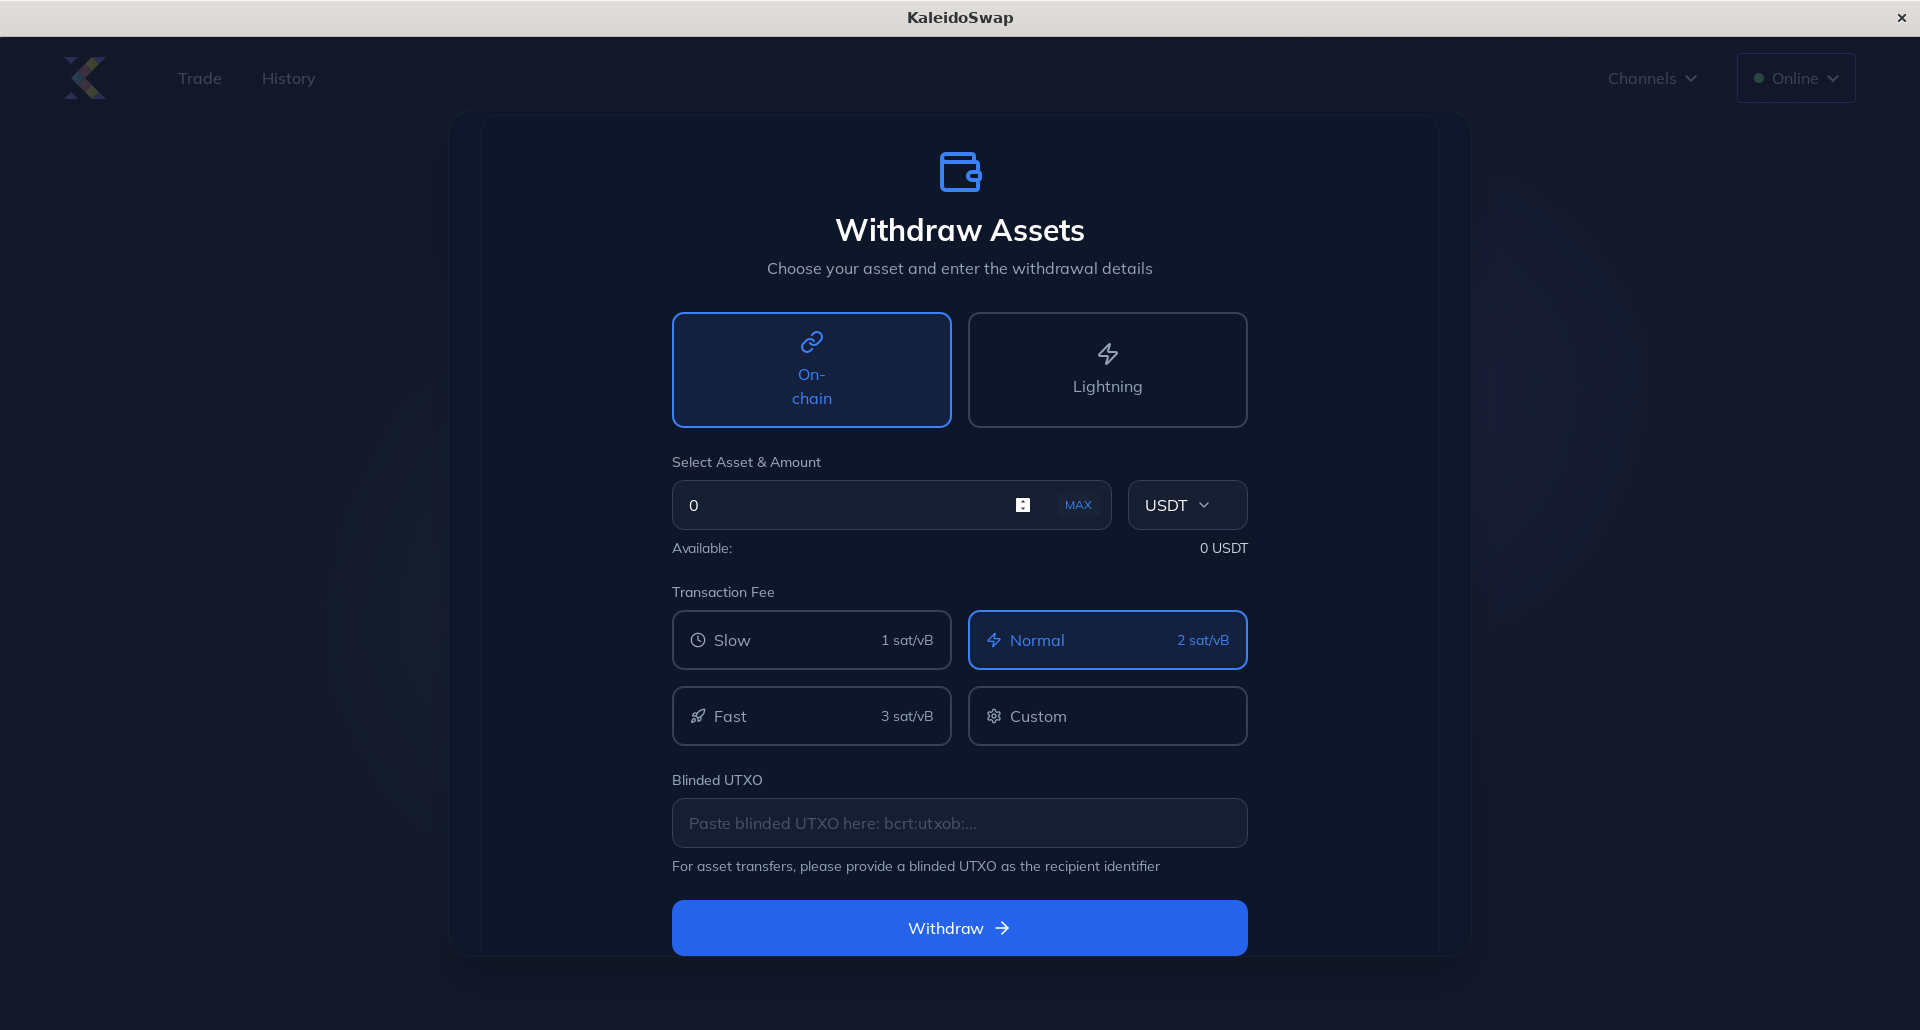 KaleidoSwap
Trade
History
Channels
Online
Withdraw Assets
Choose your asset and enter the withdrawal details
On-
chain
Lightning
Select Asset & Amount
0
MAX
USDT
Available:
0 USDT
Transaction Fee
Slow
1 sat/vB
Normal
2 sat/vB
Fast
3 sat/vB
Custom
Blinded UTXO
Paste blinded UTXO here: bcrt:utxob:...
For asset transfers, please provide a blinded UTXO as the recipient identifier
Withdraw